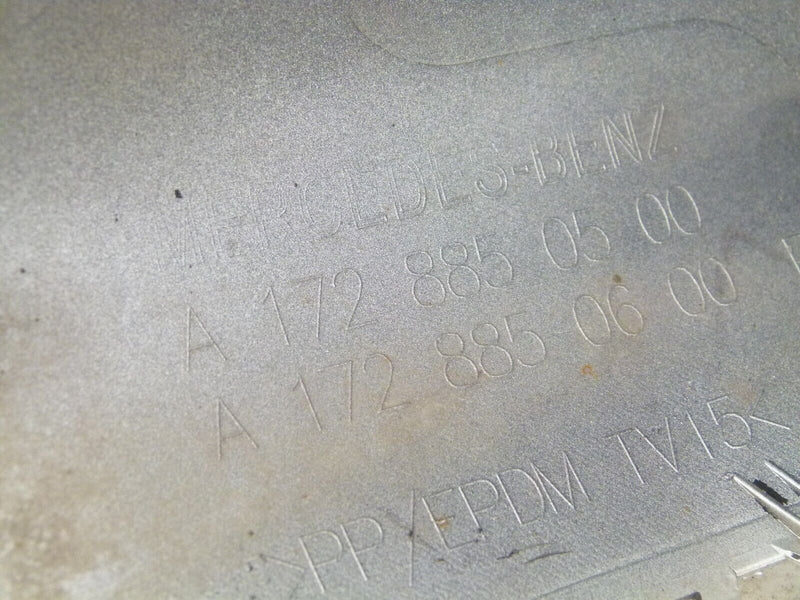 MERCEDES-BENZ
A 172 885 05 00
A 172 885 06 00
>PP/EPDM TV15<